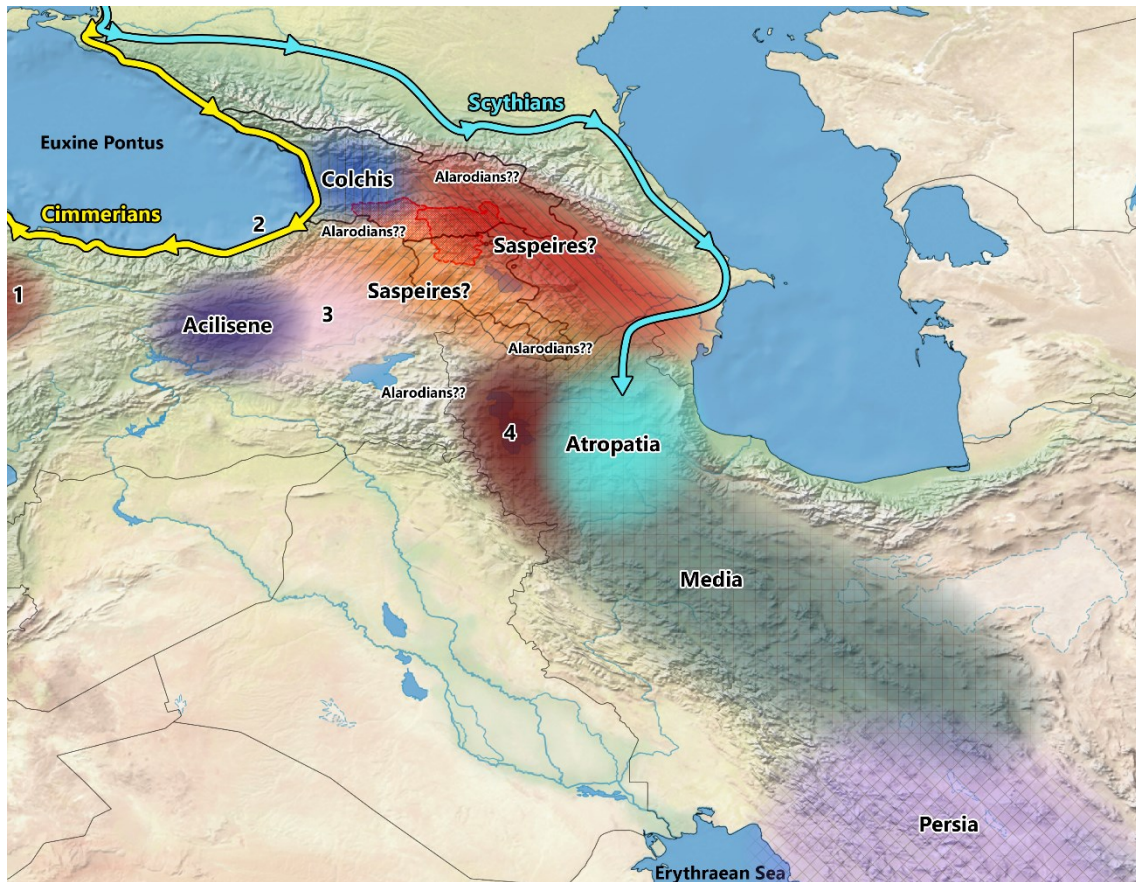 Scythians
Euxine Pontus
Colchis
Alarodians??
Cimmerians
2
Alarodians??
Saspeires?
Saspeires?
1
Acilisene
3
Alarodians??
Alarodians??
4
Atropatia
Media
Persia
Erythraean Sea